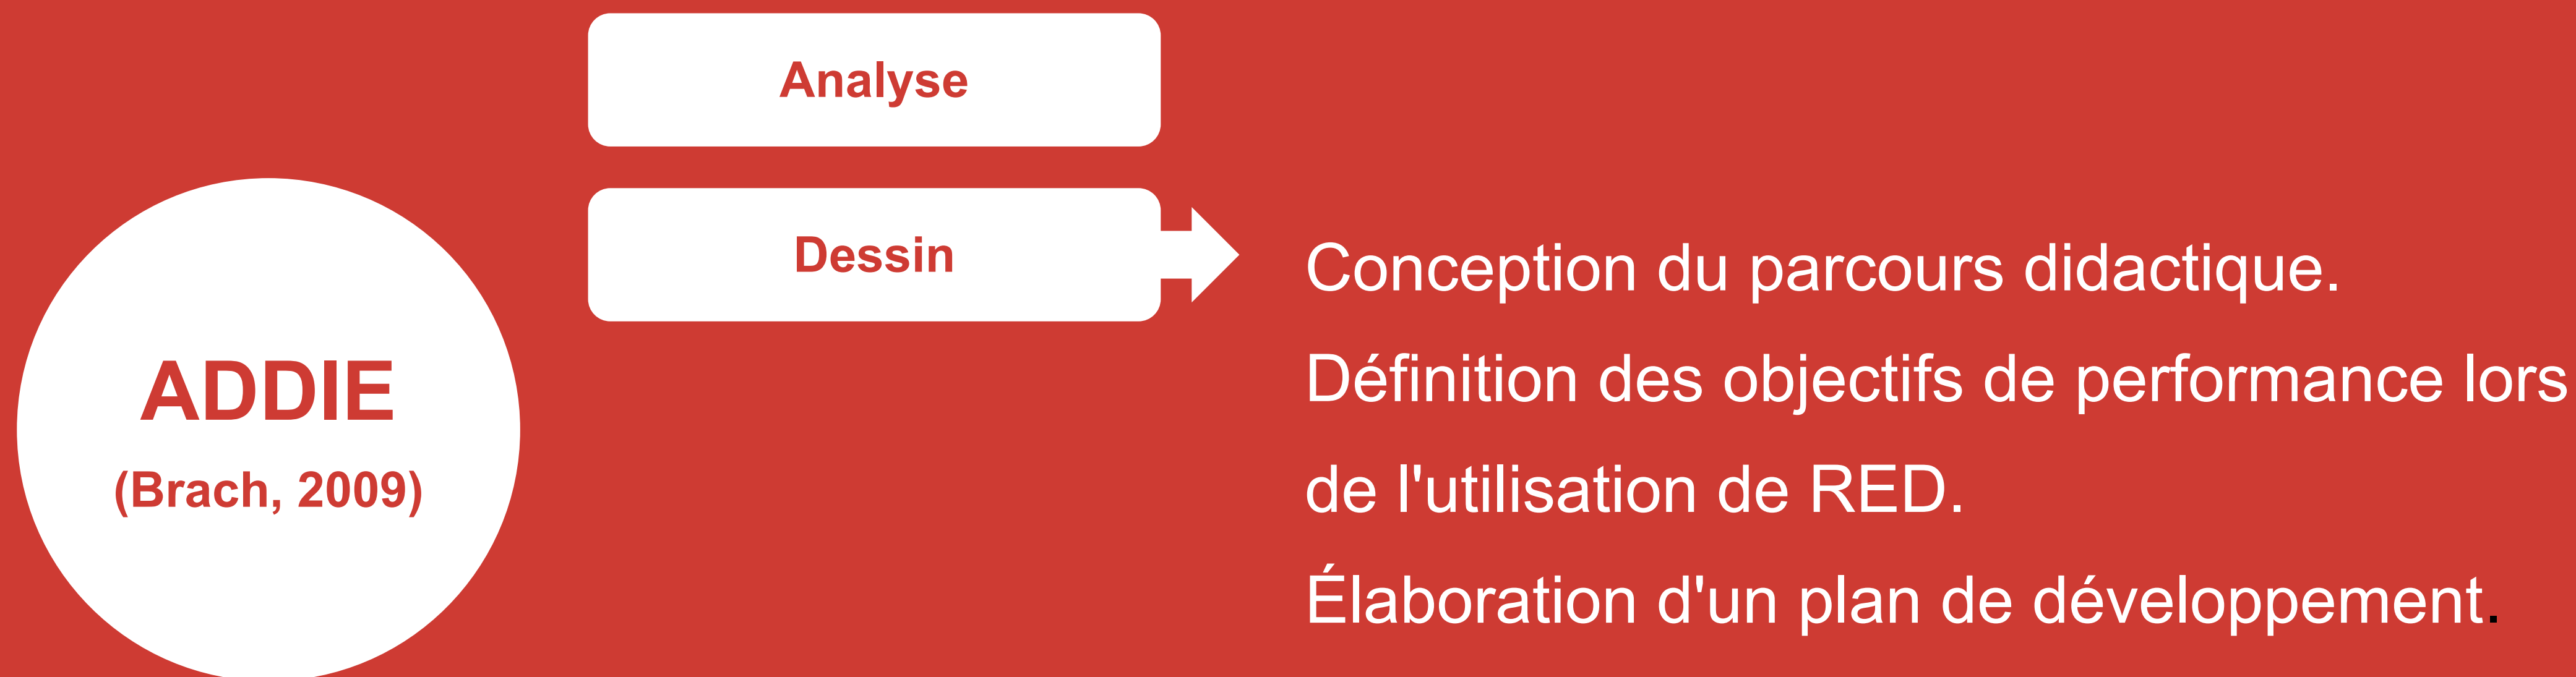 Analyse
Dessin
ADDIE
(Brach, 2009)
Conception du parcours didactique.
Définition des objectifs de performance lors
de l'utilisation de RED.
Élaboration d'un plan de développement.